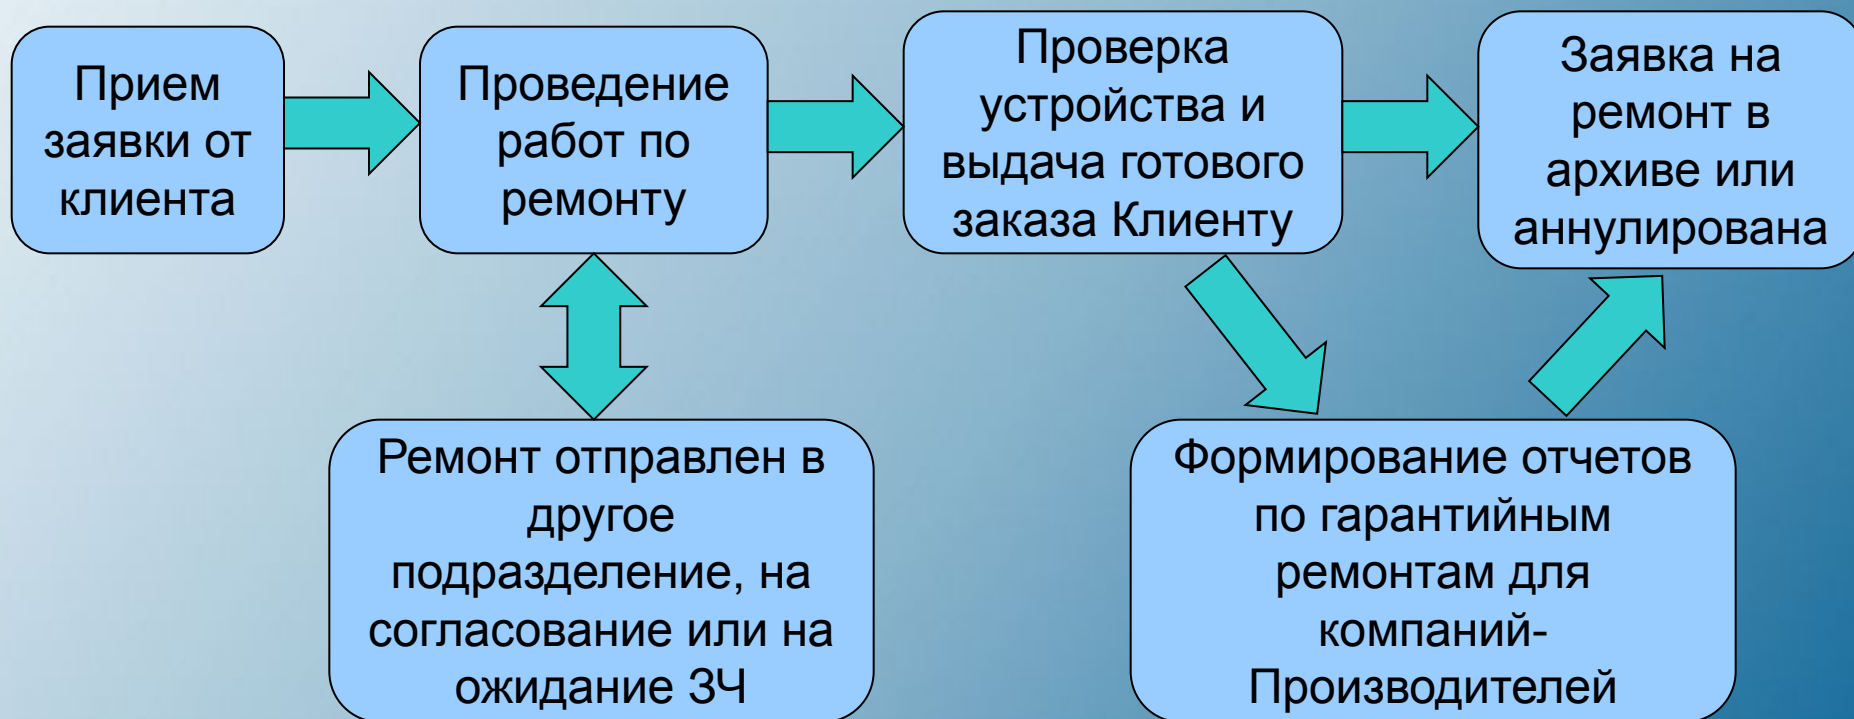 Прием
заявки от
клиента
Проведение
работ по
ремонту
Проверка
устройства и
выдача готового
заказа Клиенту
Заявка на
ремонт в
архиве или
аннулирована
Ремонт отправлен в
другое
подразделение, на
согласование или на
ожидание ЗЧ
Формирование отчетов
по гарантийным
ремонтам для
компаний-
Производителей